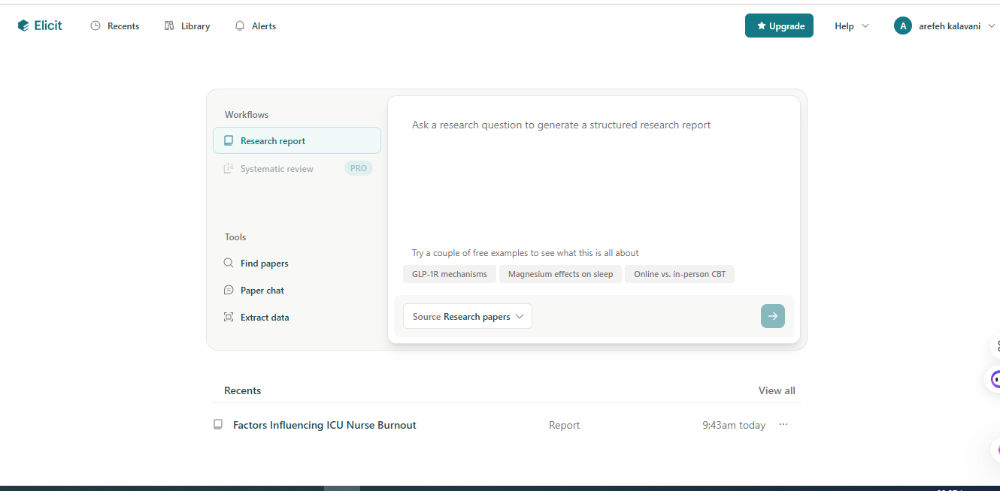 Elicit Recents Library Alerts Upgrade Help A arefeh kalavani
Workflows
Research report
Systematic review PRO
Tools
Find papers
Paper chat
Extract data
Ask a research question to generate a structured research report
Try a couple of free examples to see what this is all about
GLP-1R mechanisms Magnesium effects on sleep Online vs. in-person CBT
Source Research papers
Recents View all
Factors Influencing ICU Nurse Burnout Report 9:43am today